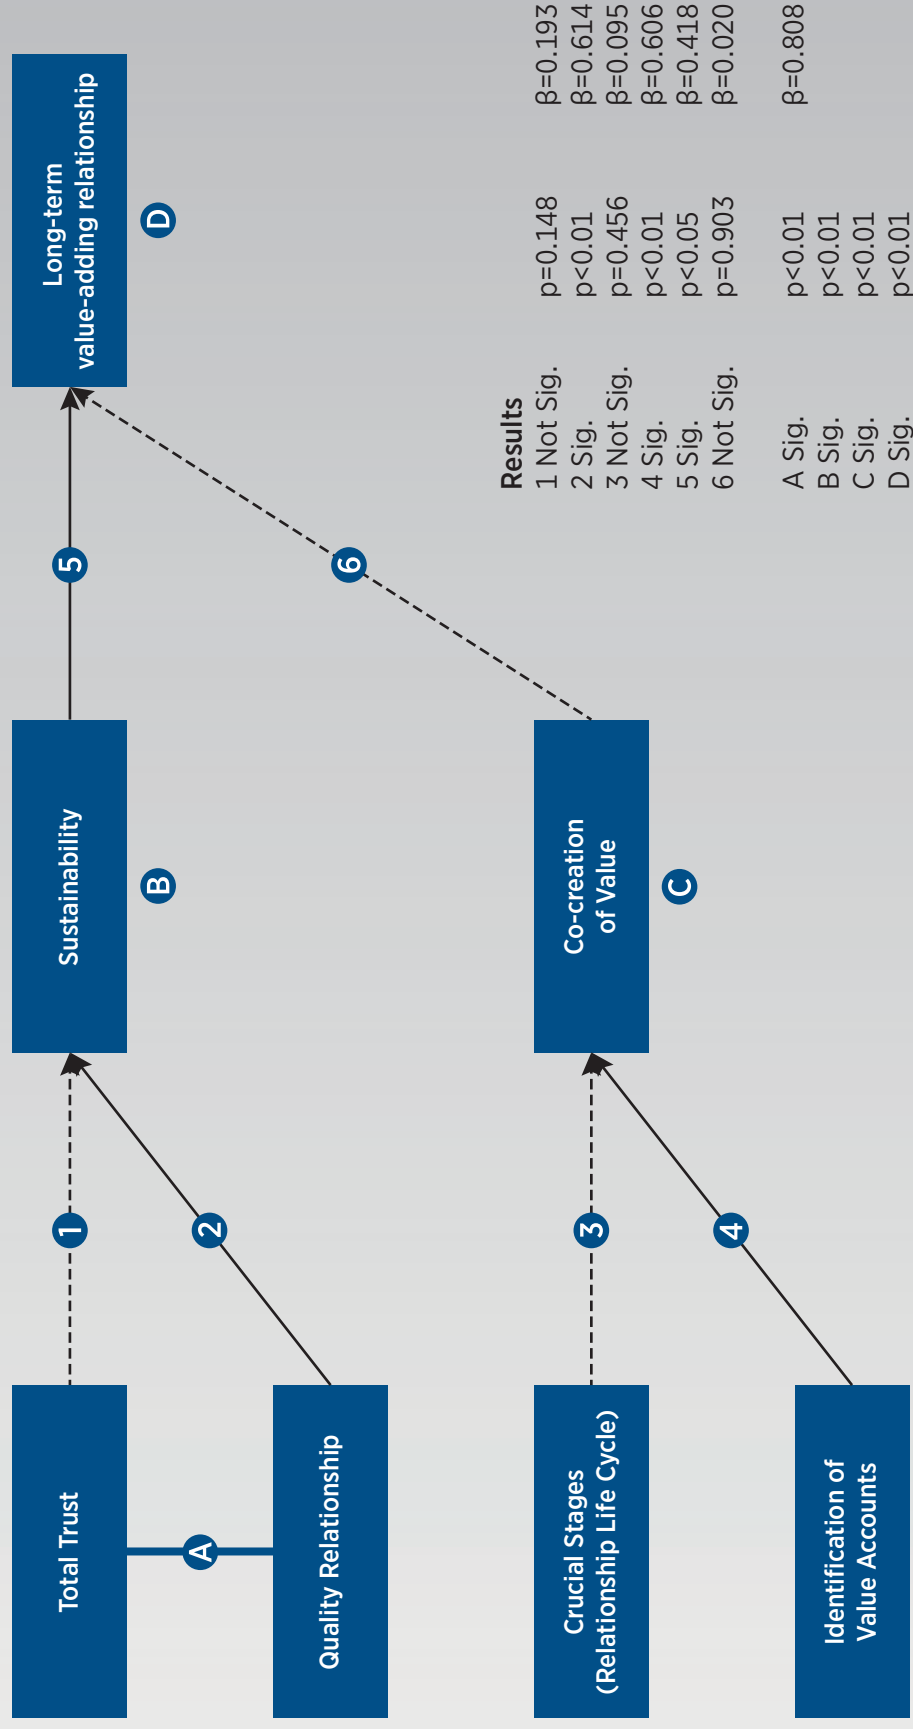 Total Trust
1
A
Quality Relationship
2
Sustainability
B
5
Long-term
value-adding relationship
D
Crucial Stages
(Relationship Life Cycle)
3
Identification of
Value Accounts
4
Co-creation
of Value
C
6
Results
1 Not Sig. p=0.148 β=0.193
2 Sig. p<0.01 β=0.614
3 Not Sig. p=0.456 β=0.095
4 Sig. p<0.01 β=0.606
5 Sig. p<0.05 β=0.418
6 Not Sig. p=0.903 β=0.020
A Sig. p<0.01 β=0.808
B Sig. p<0.01
C Sig. p<0.01
D Sig. p<0.01